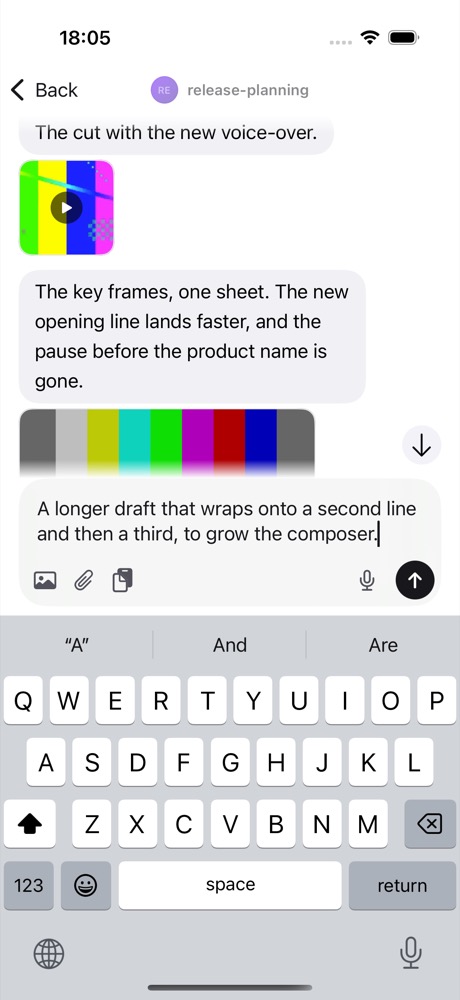 18:05
Back
RE
release-planning
The cut with the new voice-over.
The key frames, one sheet. The new
opening line lands faster, and the
pause before the product name is
gone.
A longer draft that wraps onto a second line
and then a third, to grow the composer.
“A” And Are
Q W E R T Y U I O P
A S D F G H J K L
Z X C V B N M
123 space return